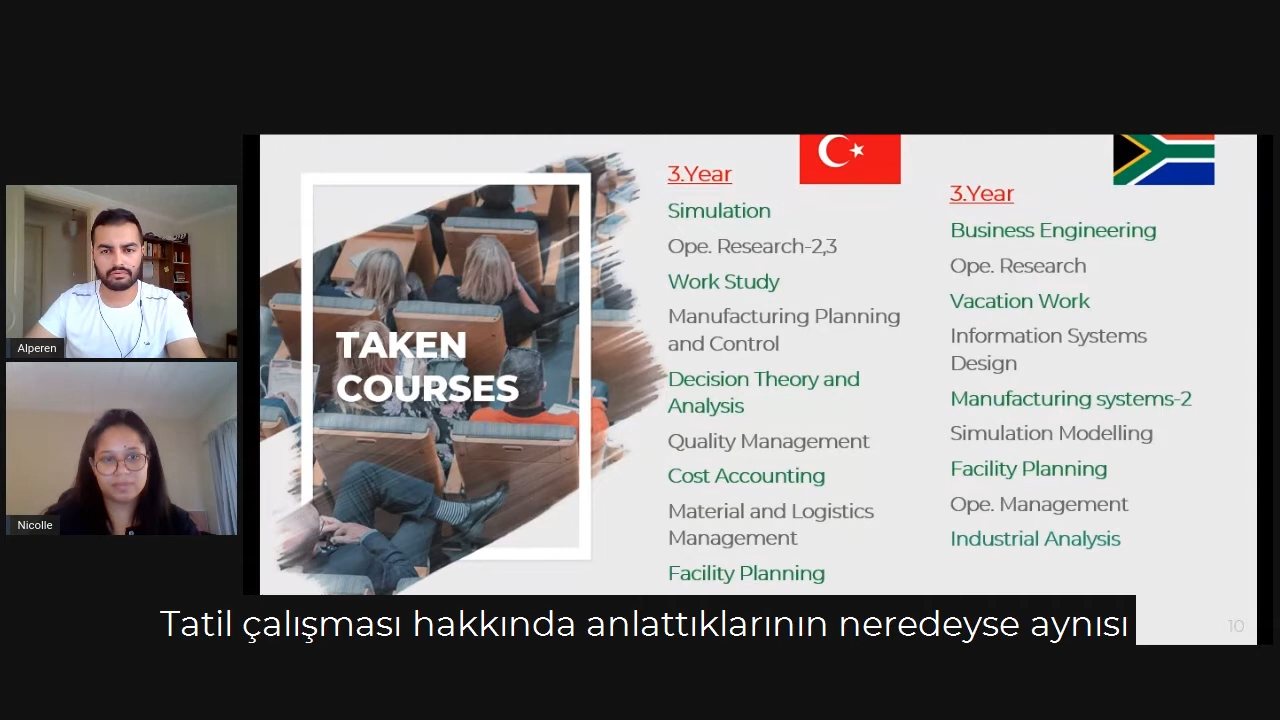 Alperen
Nicolle
TAKEN
COURSES
3.Year
Simulation
Ope. Research-2,3
Work Study
Manufacturing Planning
and Control
Decision Theory and
Analysis
Quality Management
Cost Accounting
Material and Logistics
Management
Facility Planning
3.Year
Business Engineering
Ope. Research
Vacation Work
Information Systems
Design
Manufacturing systems-2
Simulation Modelling
Facility Planning
Ope. Management
Industrial Analysis
Tatil çalışması hakkında anlattıklarının neredeyse aynısı
10